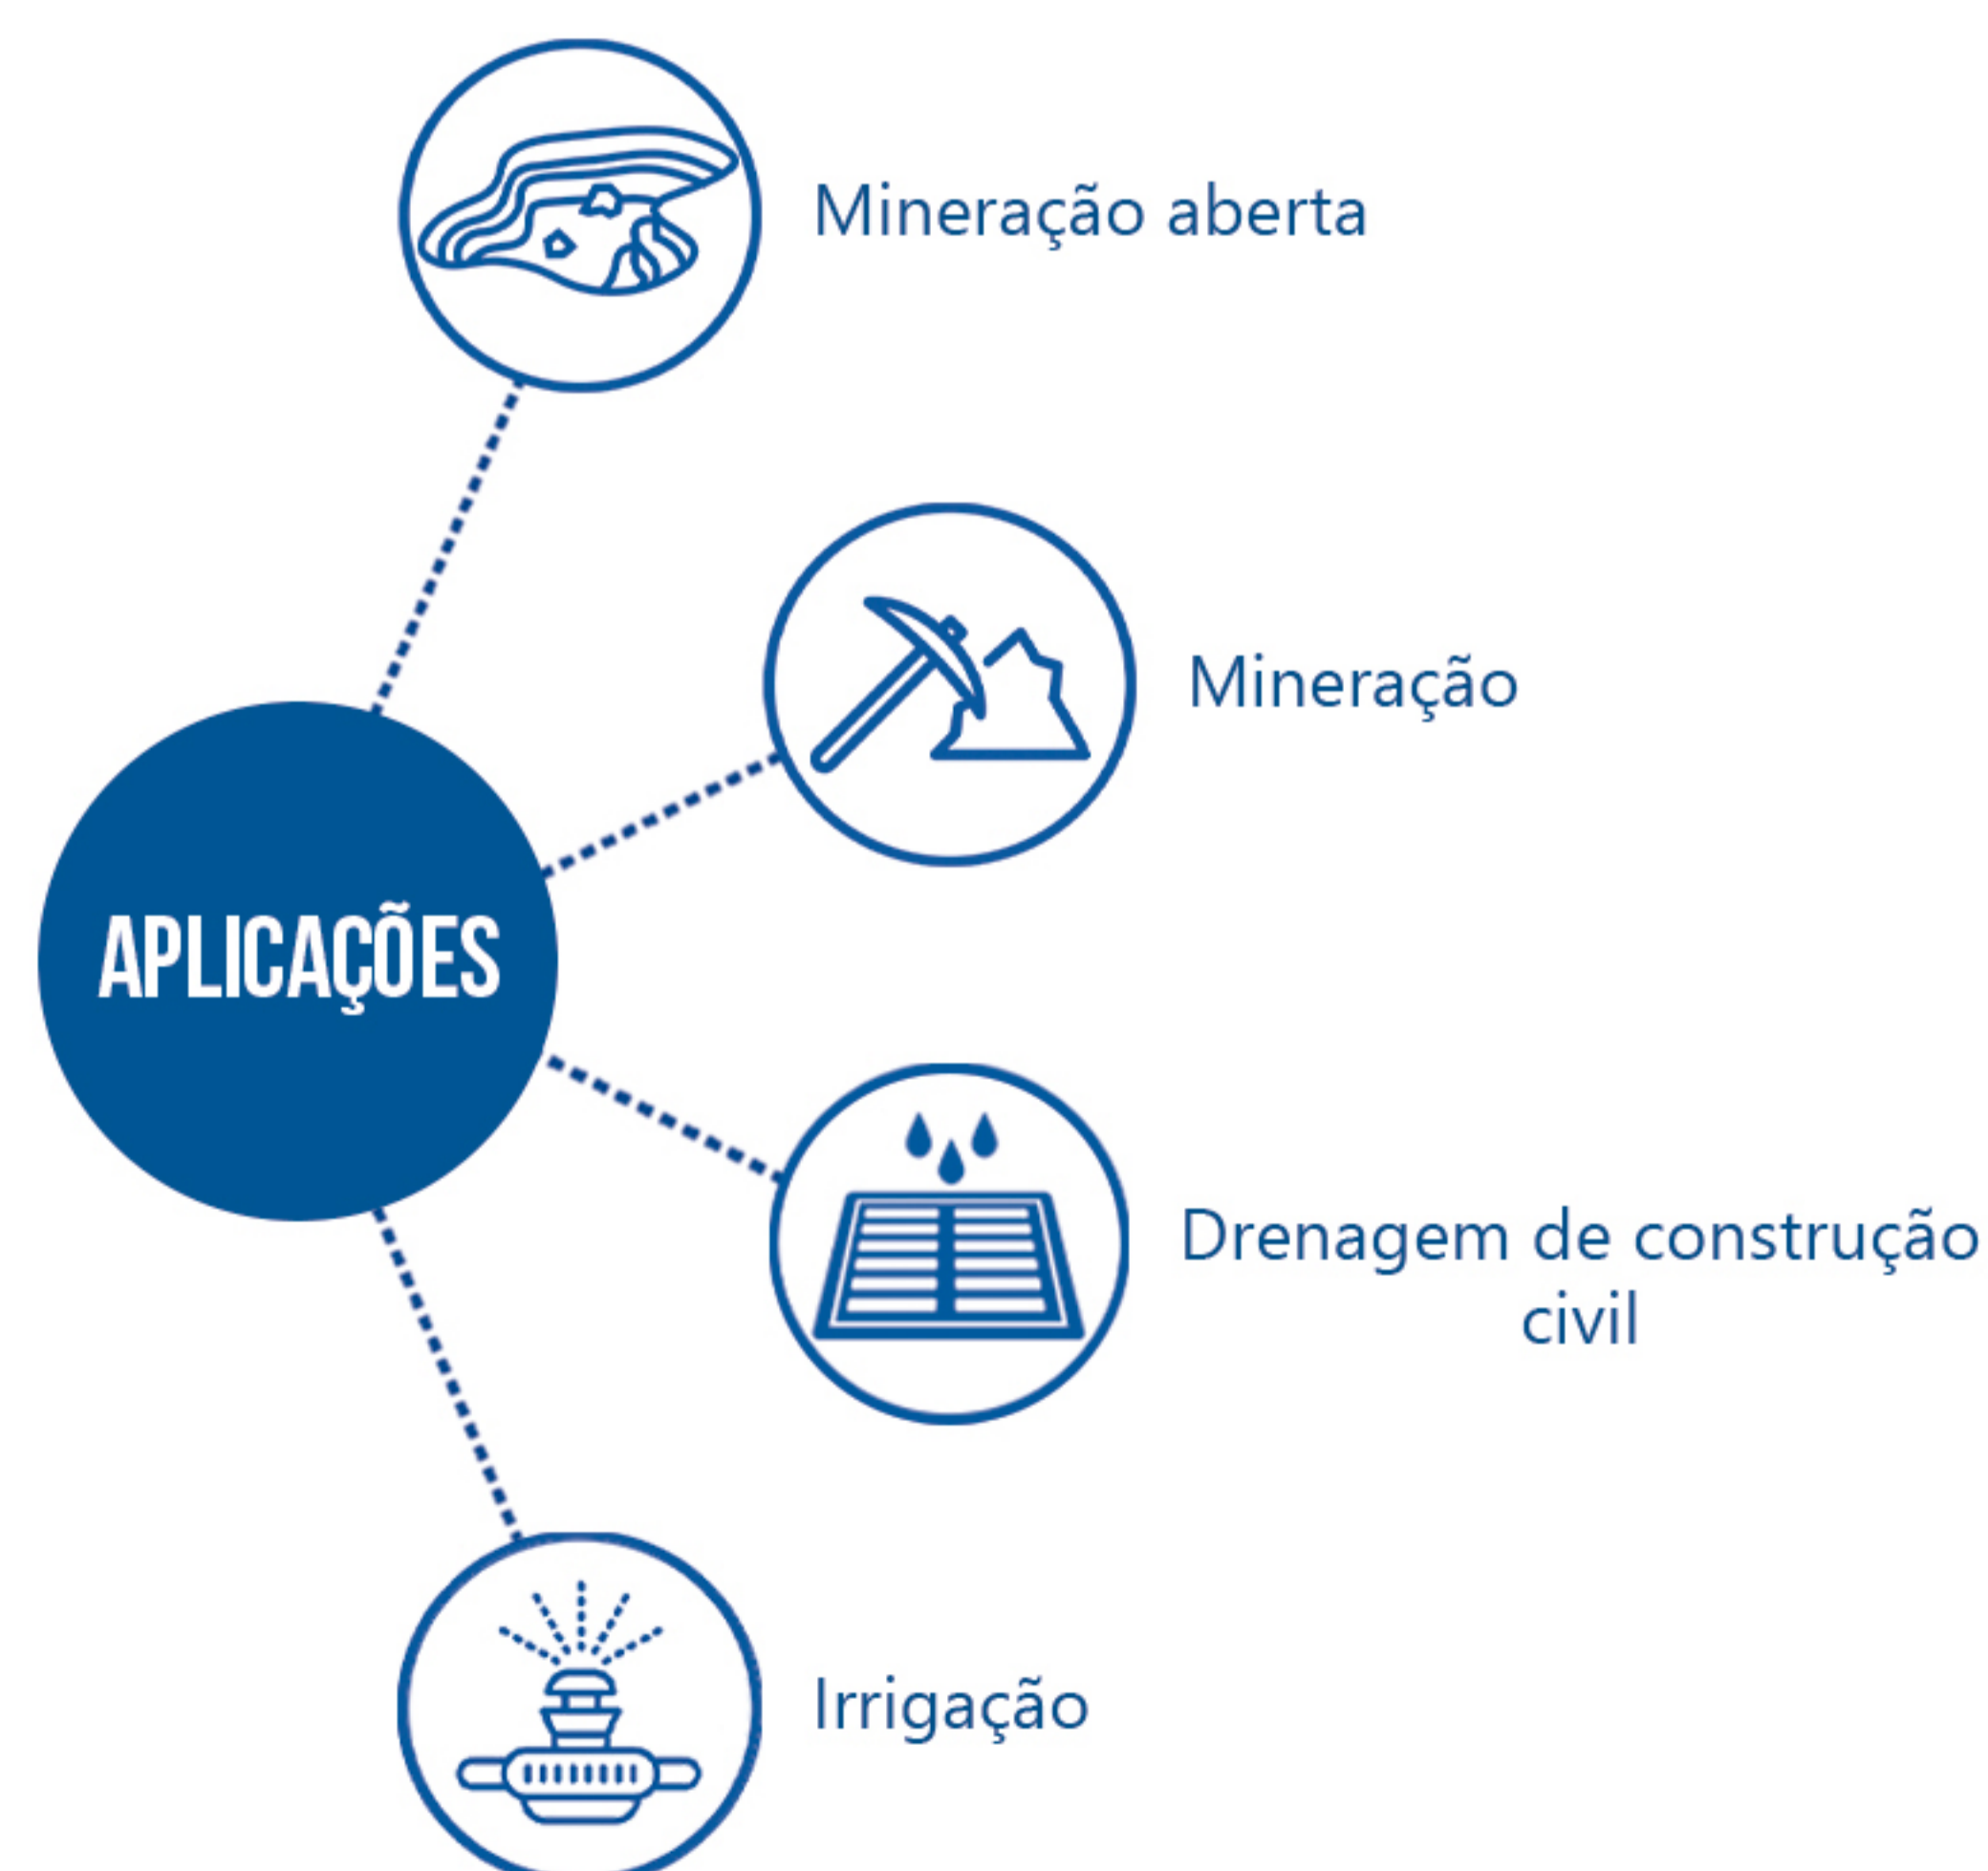 Mineração aberta
Mineração
APLICAÇÕES
Drenagem de construção
civil
Irrigação